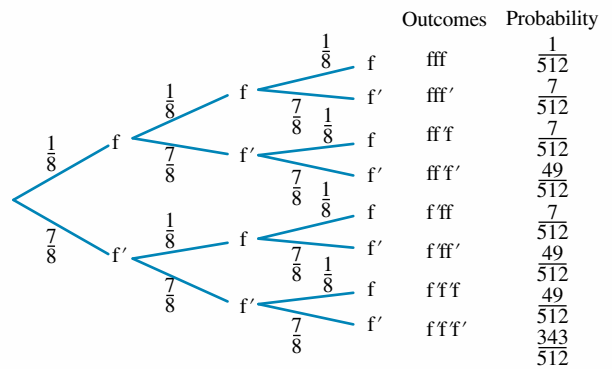 Outcomes Probability
1/8 f fff 1/512
1/8 f 7/8 f′ fff′ 7/512
1/8 f 7/8 f′ 1/8 f ff′f 7/512
7/8 f′ ff′f′ 49/512
1/8 f f′ff 7/512
7/8 f′ 1/8 f 7/8 f′ f′ff′ 49/512
7/8 f′ 1/8 f f′f′f 49/512
7/8 f′ f′f′f′ 343/512